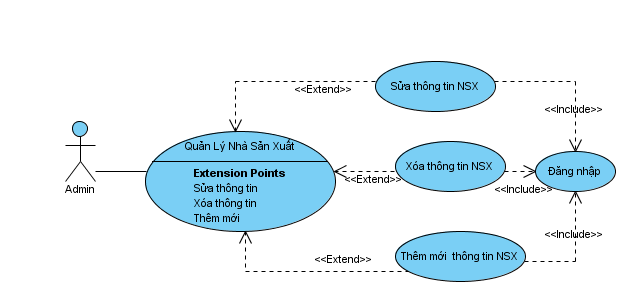 Sửa thông tin NSX
<<Extend>>
<<Include>>
Quản Lý Nhà Sản Xuất
Extension Points
Sửa thông tin
Xóa thông tin
Thêm mới
Admin
Xóa thông tin NSX
<<Extend>>
<<Include>>
Đăng nhập
<<Include>>
<<Extend>>
Thêm mới thông tin NSX